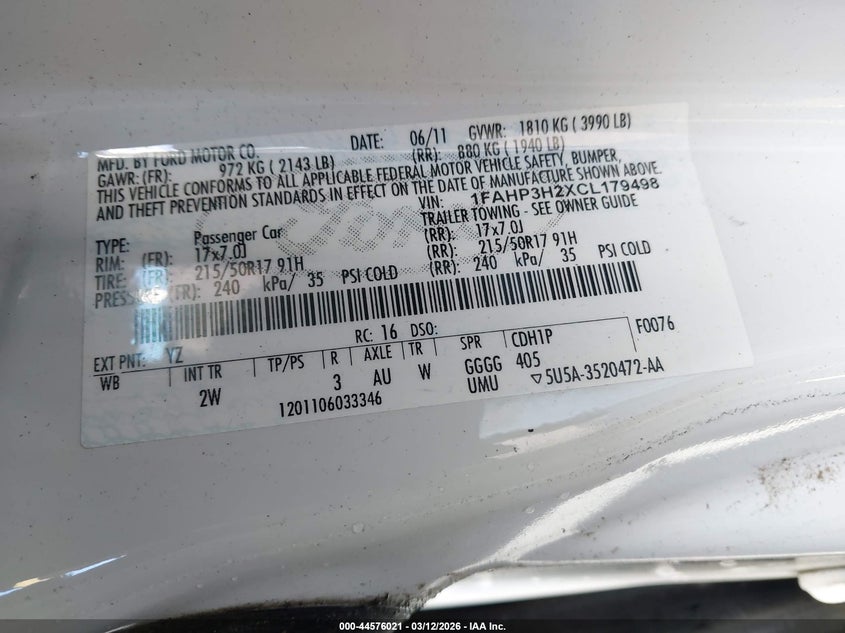 MFD. BY FORD MOTOR CO. DATE: 06/11 GVWR: 1810 KG ( 3990 LB)
GAWR: (FR): 972 KG ( 2143 LB) (RR): 880 KG ( 1940 LB)
THIS VEHICLE CONFORMS TO ALL APPLICABLE FEDERAL MOTOR VEHICLE SAFETY, BUMPER,
AND THEFT PREVENTION STANDARDS IN EFFECT ON THE DATE OF MANUFACTURE SHOWN ABOVE.
VIN: 1FAHP3H2XCL179498
TYPE: Passenger Car TRAILER TOWING - SEE OWNER GUIDE
RIM: (FR): 17x7.0J (RR): 17x7.0J
TIRE: (FR): 215/50R17 91H (RR): 215/50R17 91H
PRESSURE (FR): 240 kPa/ 35 PSI COLD (RR): 240 kPa/ 35 PSI COLD
RC: 16 DSO: F0076
EXT PNT: YZ CDH1P
WB INT TR TP/PS R AXLE TR SPR 405
2W 3 AU W GGGG
1201106033346 UMU ▽5U5A-3520472-AA
000-44576021 - 03/12/2026 - IAA Inc.